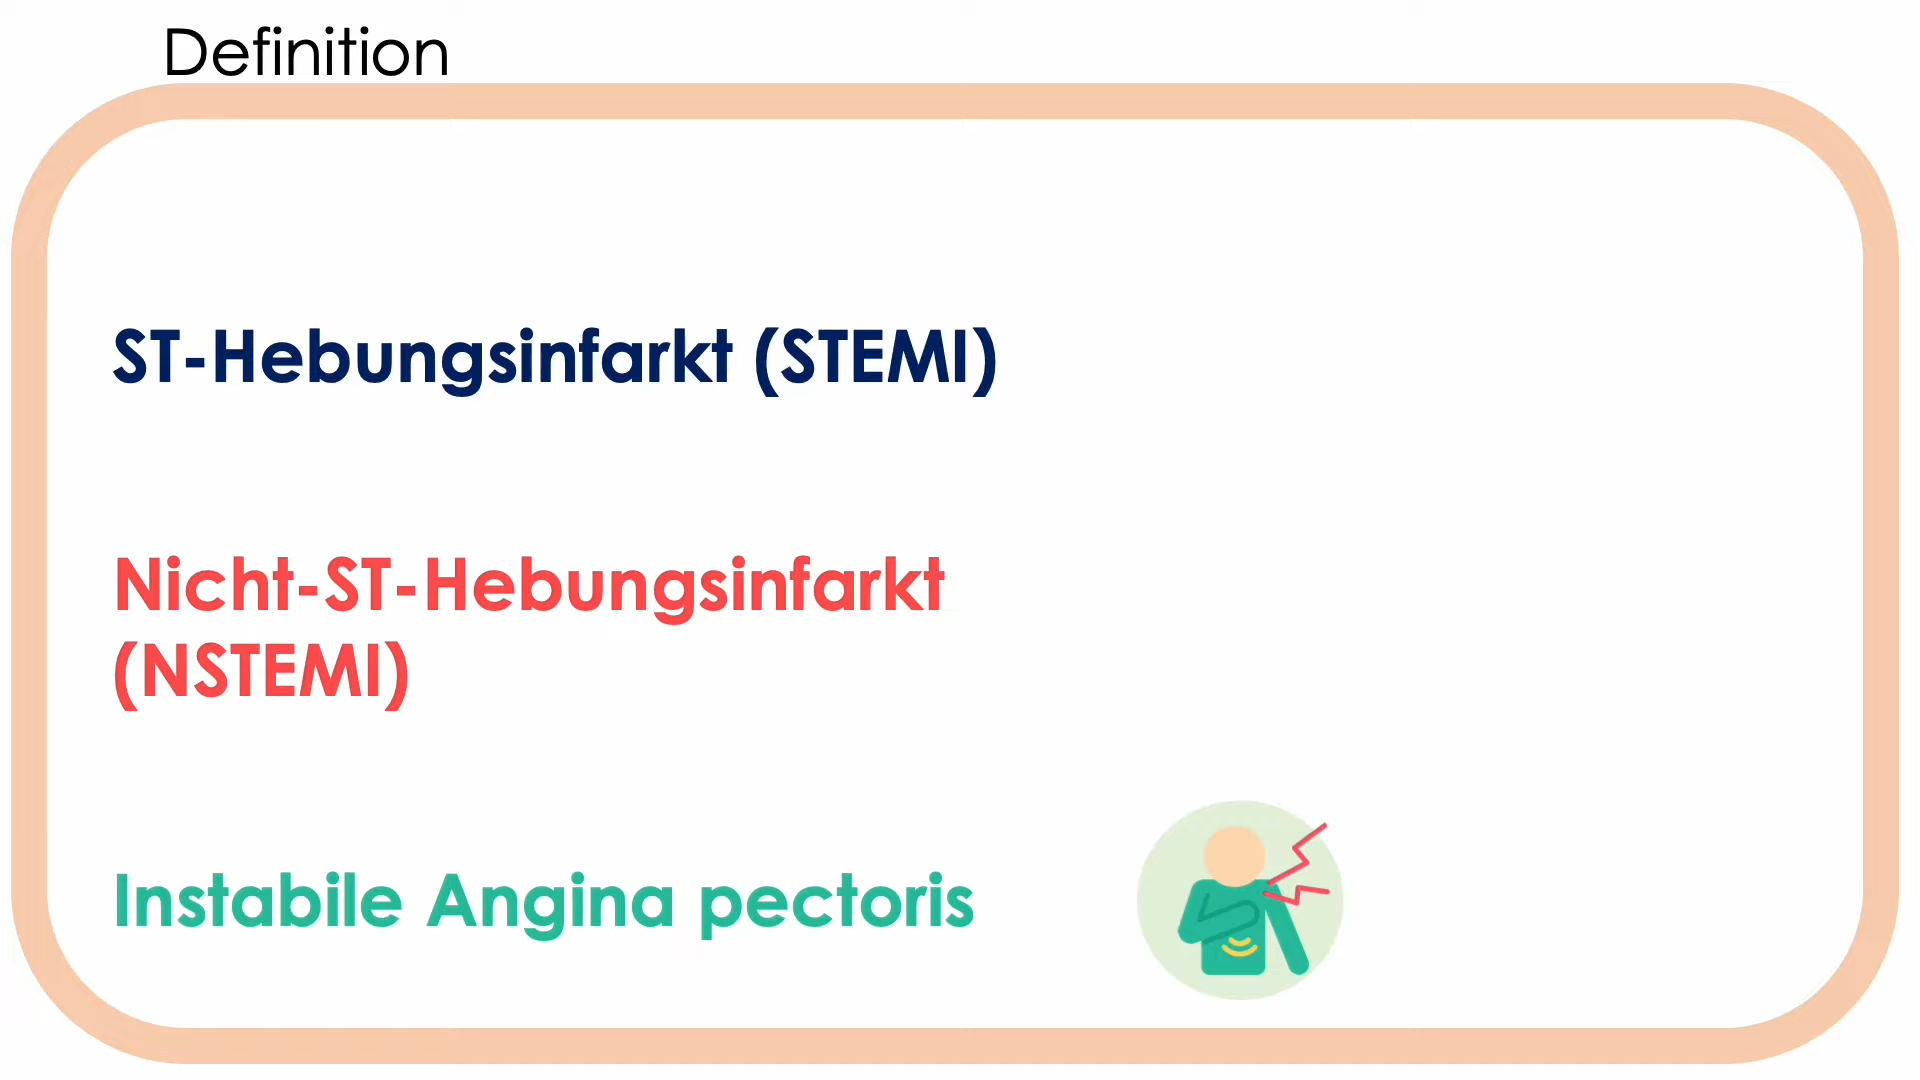 Definition
ST-Hebungsinfarkt (STEMI)
Nicht-ST-Hebungsinfarkt
(NSTEMI)
Instabile Angina pectoris